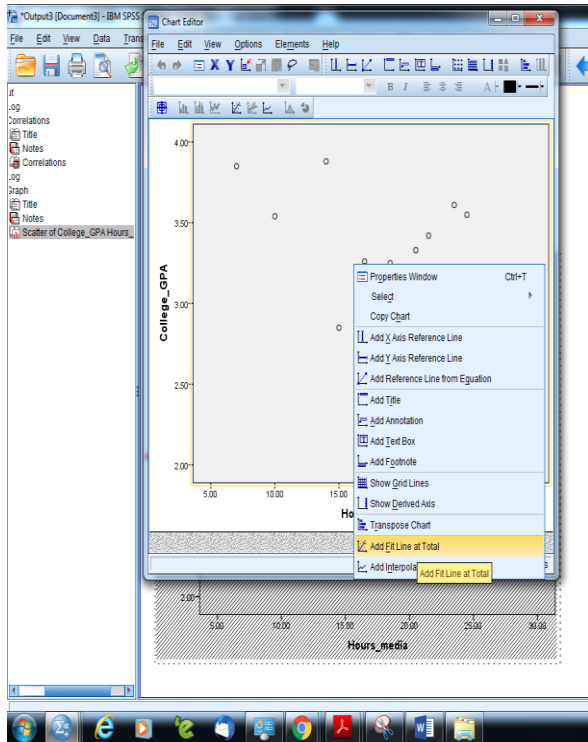 *Output3 [Document3] - IBM SPSS
File Edit View Data Trans
ut
Log
Correlations
Title
Notes
Correlations
Log
Graph
Title
Notes
Scatter of College_GPA Hours_
Chart Editor
File Edit View Options Elements Help
X Y
B I
A
4.00
3.50
3.00
2.50
2.00
College_GPA
5.00 10.00 15.00
Ho
Properties Window Ctrl+T
Select
Copy Chart
Add X Axis Reference Line
Add Y Axis Reference Line
Add Reference Line from Equation
Add Title
Add Annotation
Add Text Box
Add Footnote
Show Grid Lines
Show Derived Axis
Transpose Chart
Add Fit Line at Total
Add Interpola
Add Fit Line at Total
s
2.00
5.00 10.00 15.00 20.00 25.00 30.00
Hours_media